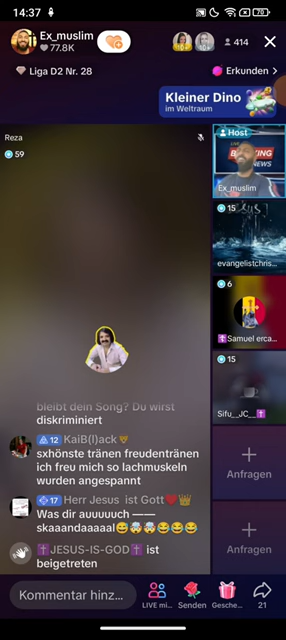 14:37
70
Ex_muslim
77.8K
414
Liga D2 Nr. 28
Erkunden >
Kleiner Dino
im Weltraum
Reza
59
Host
NEWS
Ex_muslim
15
evangelistchris...
6
✝️Samuel erca...
15
Sifu__JC__✝️
bleibt dein Song? Du wirst
diskriminiert
12 KaiB(l)ack
sxhönste tränen freudentränen
ich freu mich so lachmuskeln
wurden angespannt
17 Herr Jesus ist Gott❤️👑
Was dir auuuuuch ——
skaaandaaaaal😅🤯🤯😂😂😂
✝️JESUS-IS-GOD✝️ ist
beigetreten
+
Anfragen
+
Anfragen
Kommentar hinz...
LIVE mi...
Senden
Gesche...
21